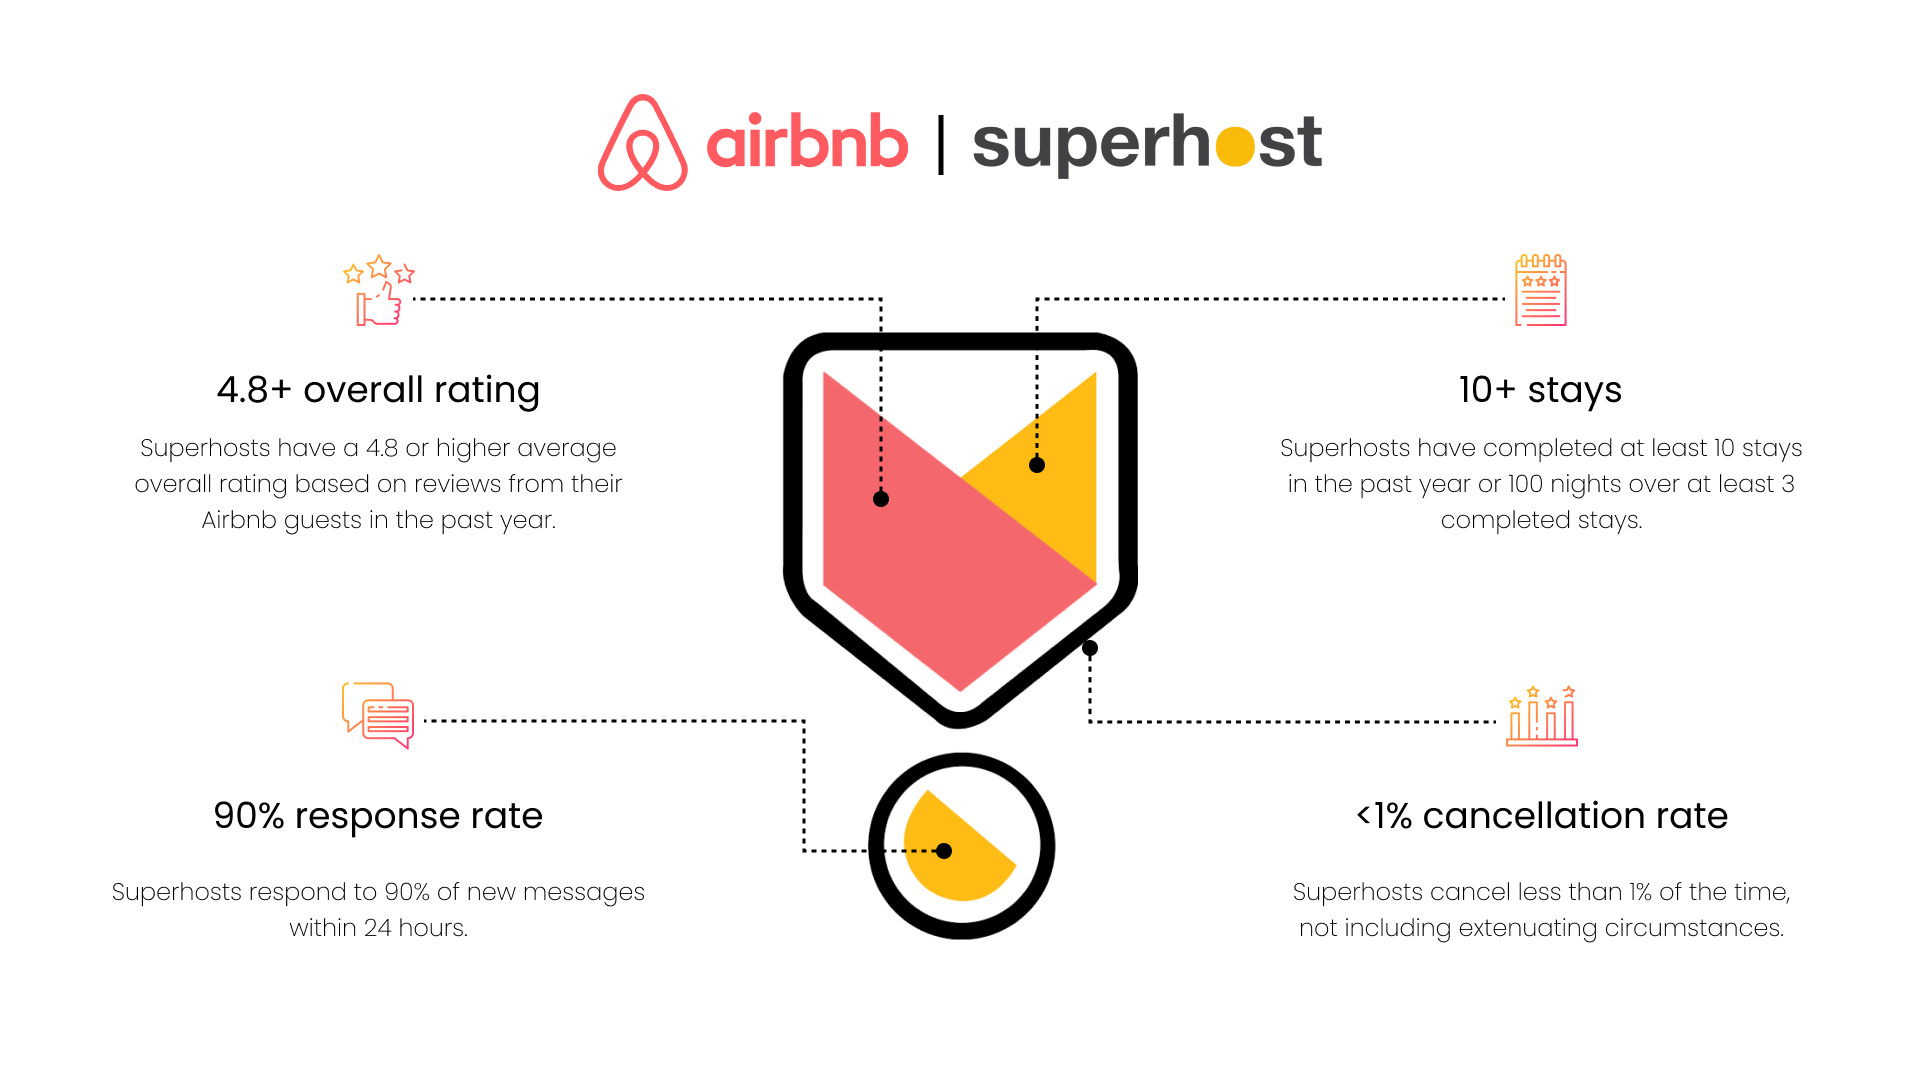 airbnb | superhost
4.8+ overall rating
Superhosts have a 4.8 or higher average
overall rating based on reviews from their
Airbnb guests in the past year.
10+ stays
Superhosts have completed at least 10 stays
in the past year or 100 nights over at least 3
completed stays.
90% response rate
Superhosts respond to 90% of new messages
within 24 hours.
<1% cancellation rate
Superhosts cancel less than 1% of the time,
not including extenuating circumstances.